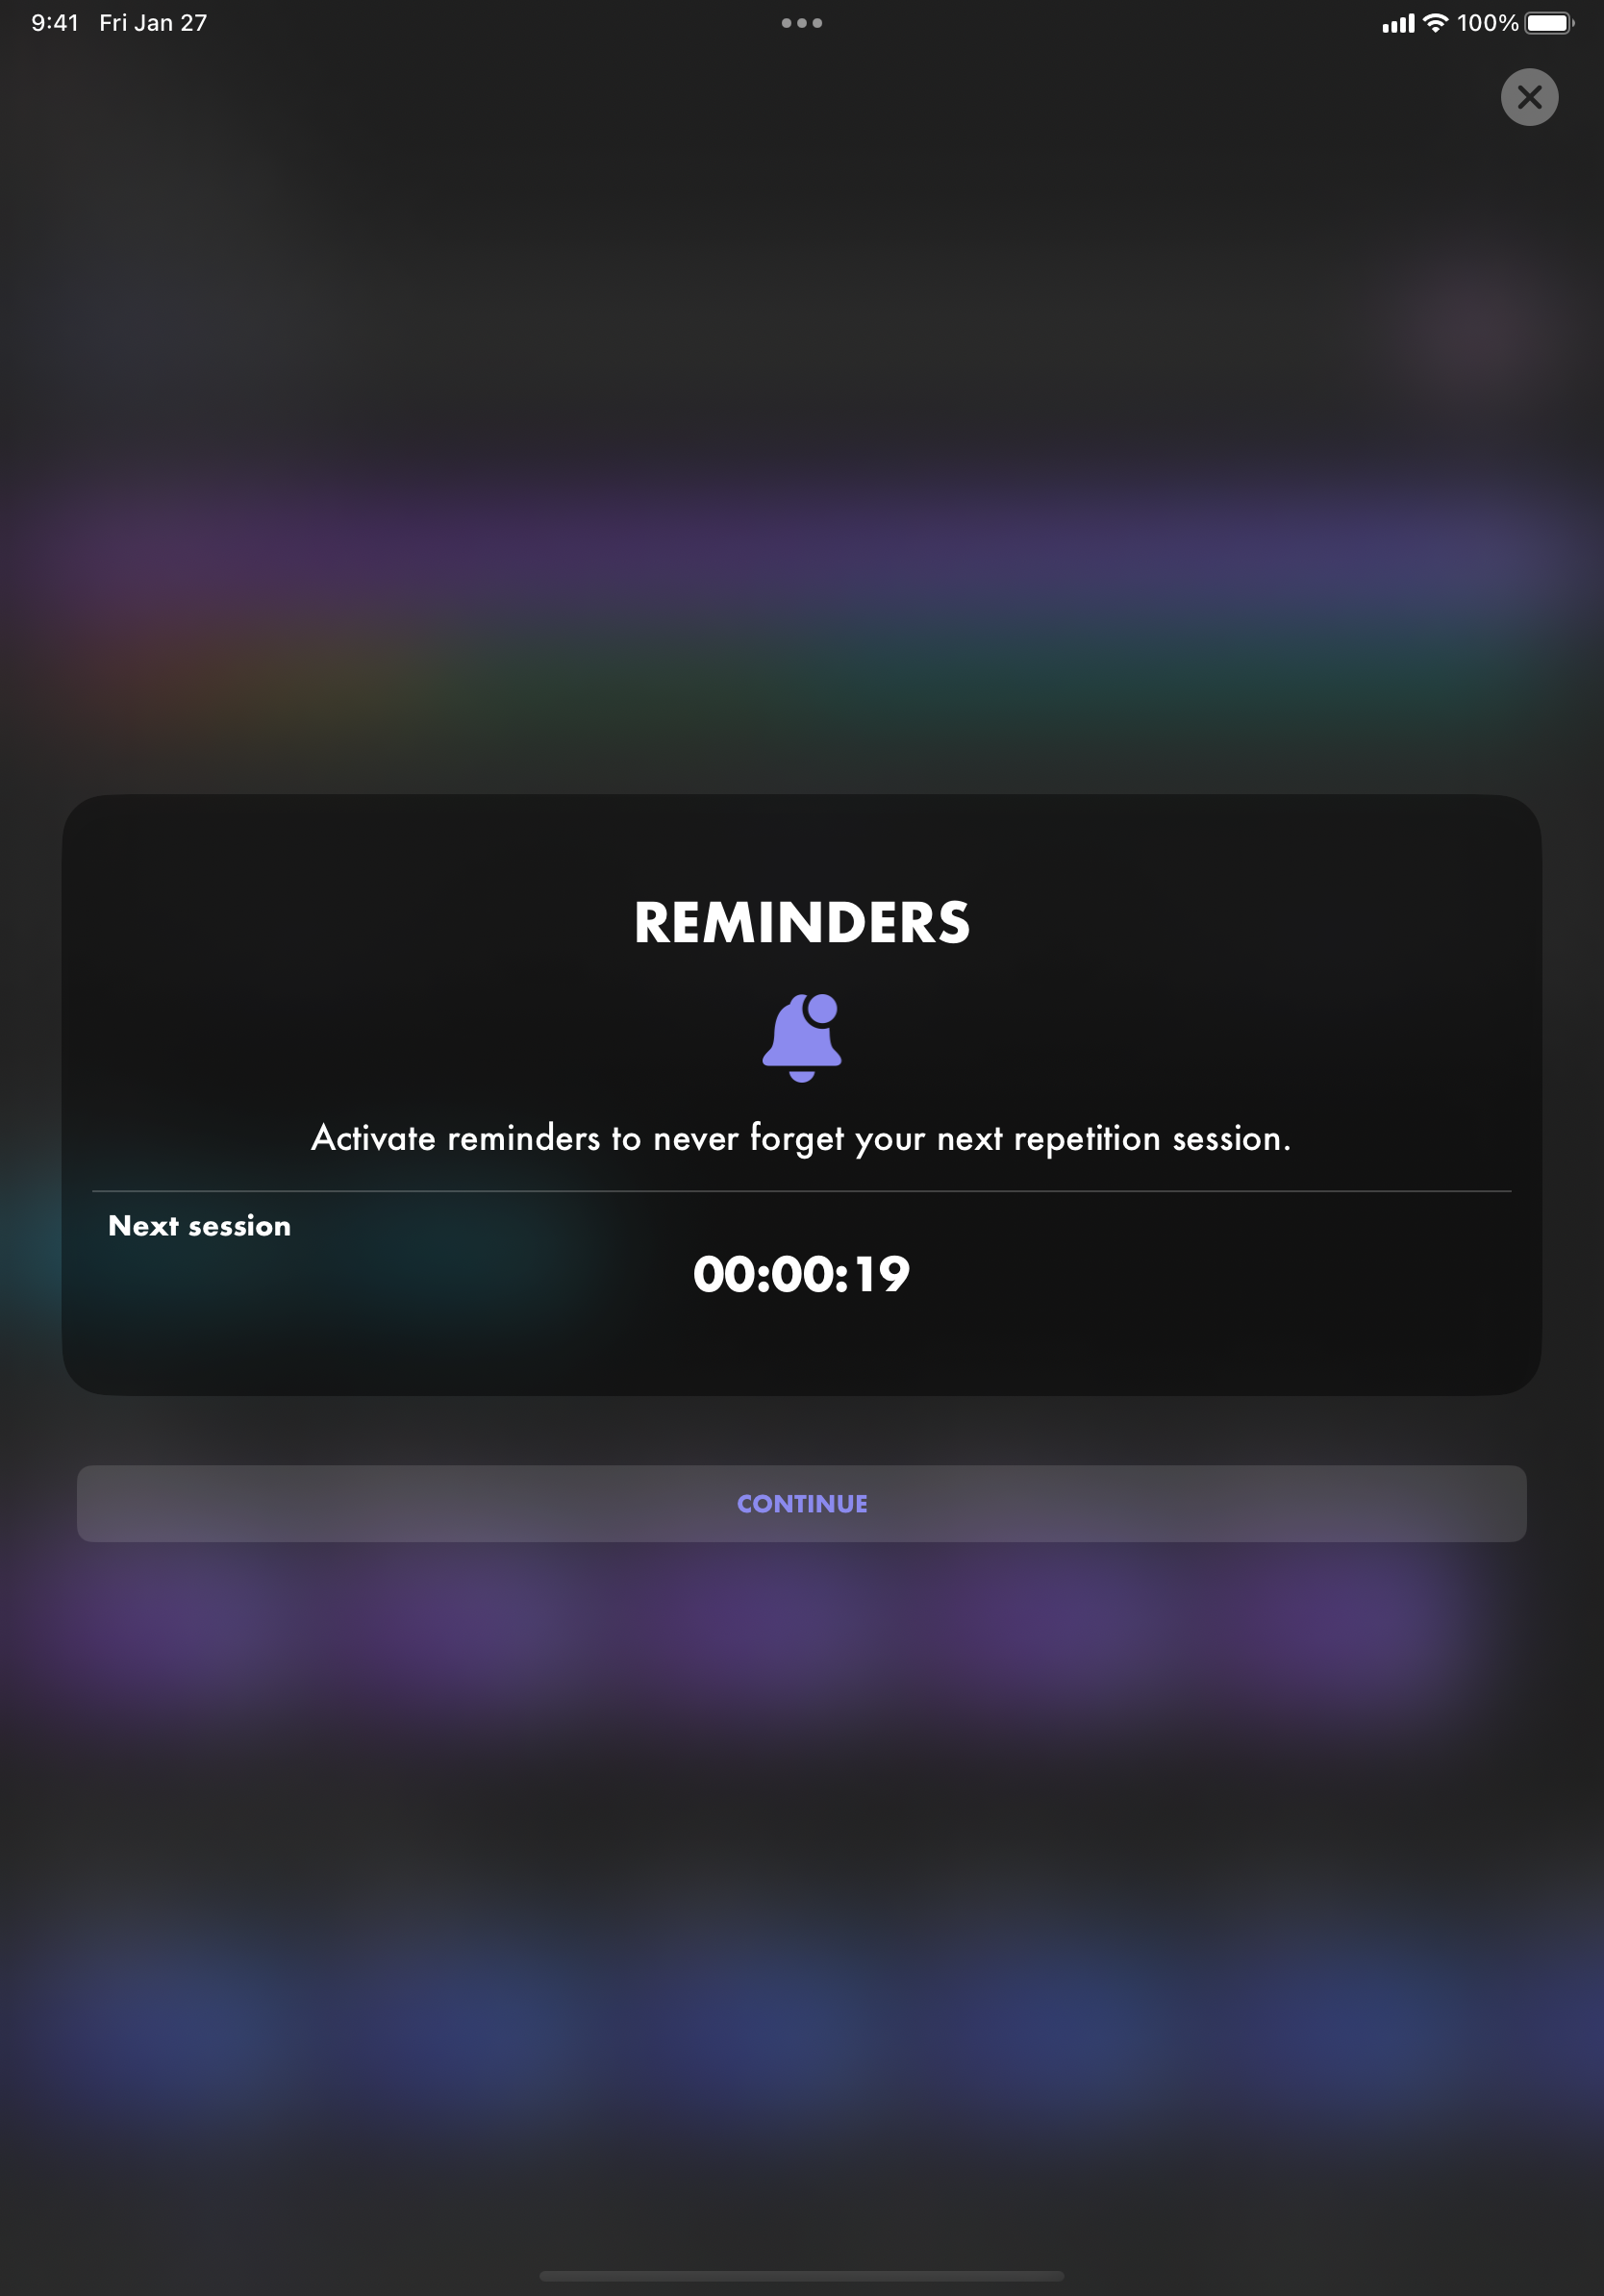 9:41 Fri Jan 27 100%
REMINDERS
Activate reminders to never forget your next repetition session.
Next session
00:00:19
CONTINUE